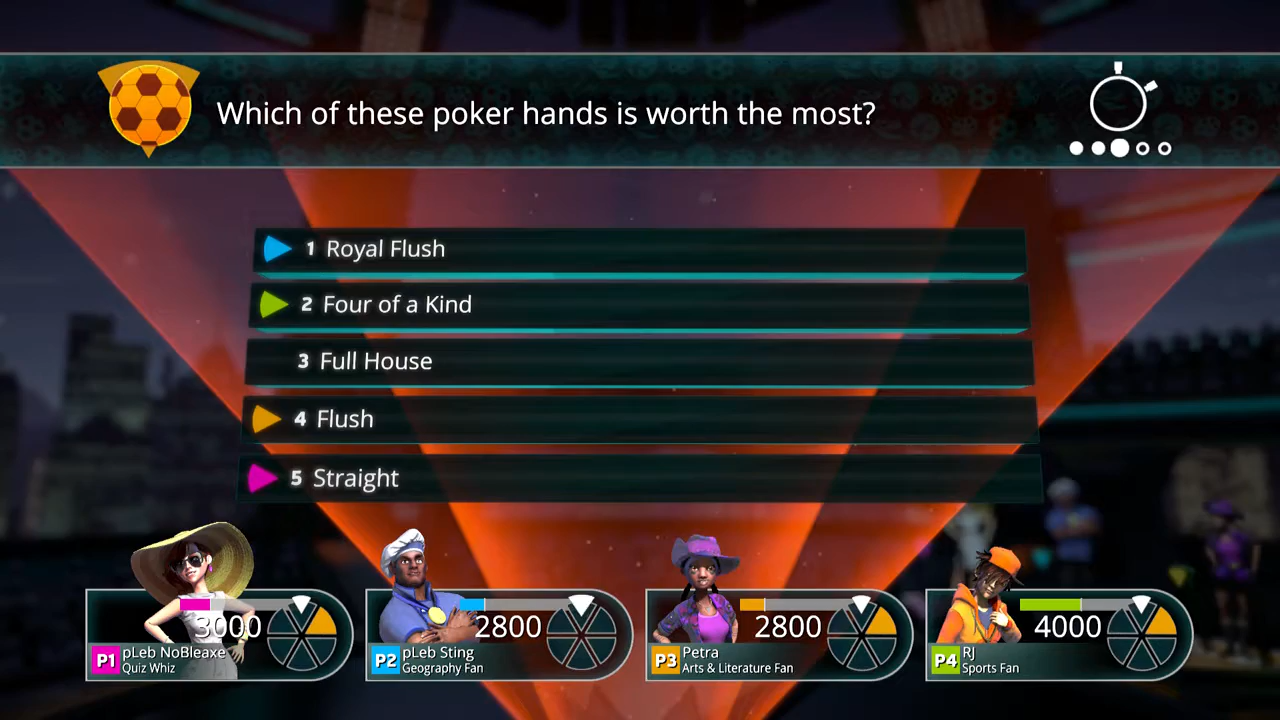 Which of these poker hands is worth the most?
1 Royal Flush
2 Four of a Kind
3 Full House
4 Flush
5 Straight
3000
P1 pLeb NoBleaxe
Quiz Whiz
2800
P2 pLeb Sting
Geography Fan
2800
P3 Petra
Arts & Literature Fan
4000
P4 RJ
Sports Fan